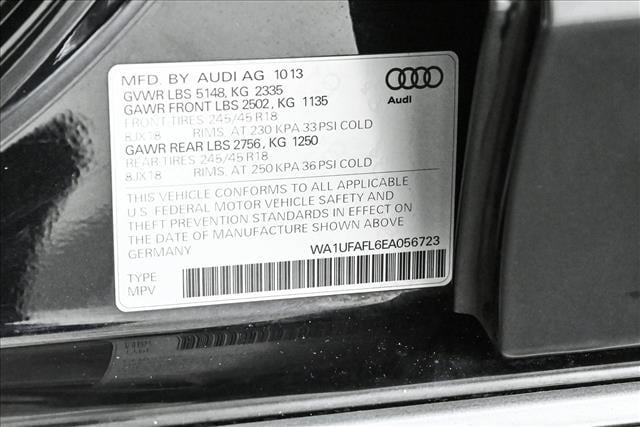 MFD. BY AUDI AG 10 13
GVWR LBS 5148, KG 2335
GAWR FRONT LBS 2502, KG 1135
FRONT TIRES 245/45 R18
8JX18 RIMS, AT 230 KPA 33 PSI COLD
GAWR REAR LBS 2756, KG 1250
REAR TIRES 245/45 R18
8JX18 RIMS, AT 250 KPA 36 PSI COLD
Audi
THIS VEHICLE CONFORMS TO ALL APPLICABLE
U.S. FEDERAL MOTOR VEHICLE SAFETY AND
THEFT PREVENTION STANDARDS IN EFFECT ON
THE DATE OF MANUFACTURE SHOWN ABOVE
GERMANY WA1UFAFL6EA056723
TYPE
MPV